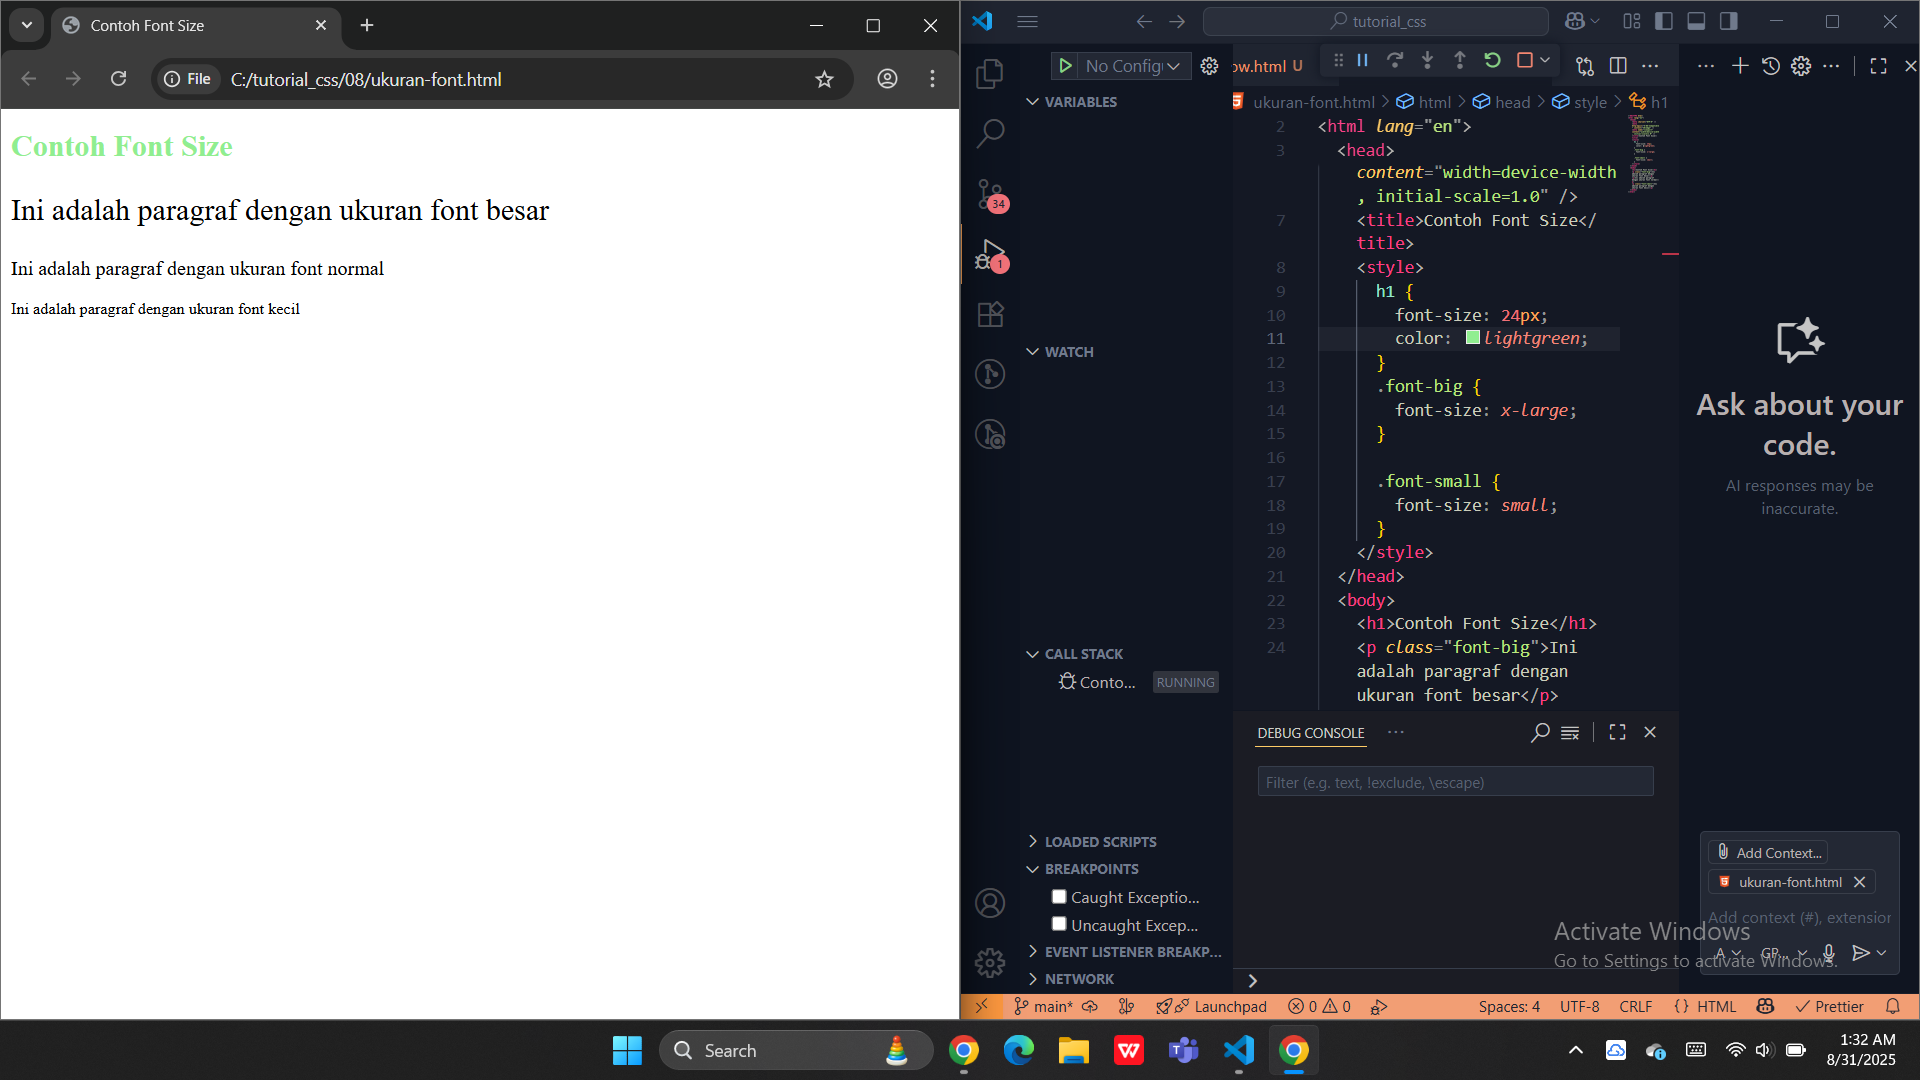 Contoh Font Size
File
C:/tutorial_css/08/ukuran-font.html
Contoh Font Size
Ini adalah paragraf dengan ukuran font besar
Ini adalah paragraf dengan ukuran font normal
Ini adalah paragraf dengan ukuran font kecil
tutorial_css
No Config
ow.html U
34
1
VARIABLES
WATCH
CALL STACK
Conto...
RUNNING
LOADED SCRIPTS
BREAKPOINTS
Caught Exceptio...
Uncaught Excep...
EVENT LISTENER BREAKP...
NETWORK
ukuran-font.html > html > head > style > h1
2 <html lang="en">
3 <head>
content="width=device-width
, initial-scale=1.0" />
7 <title>Contoh Font Size</
title>
8 <style>
9 h1 {
10 font-size: 24px;
11 color: lightgreen;
12 }
13 .font-big {
14 font-size: x-large;
15 }
16
17 .font-small {
18 font-size: small;
19 }
20 </style>
21 </head>
22 <body>
23 <h1>Contoh Font Size</h1>
24 <p class="font-big">Ini
adalah paragraf dengan
ukuran font besar</p>
DEBUG CONSOLE
Filter (e.g. text, !exclude, \escape)
Ask about your
code.
AI responses may be
inaccurate.
Add Context...
ukuran-font.html
Add context (#), extension
A
GP...
Activate Windows
Go to Settings to activate Windows.
main*
Launchpad
0
0
Spaces: 4
UTF-8
CRLF
{} HTML
Prettier
Search
1:32 AM
8/31/2025